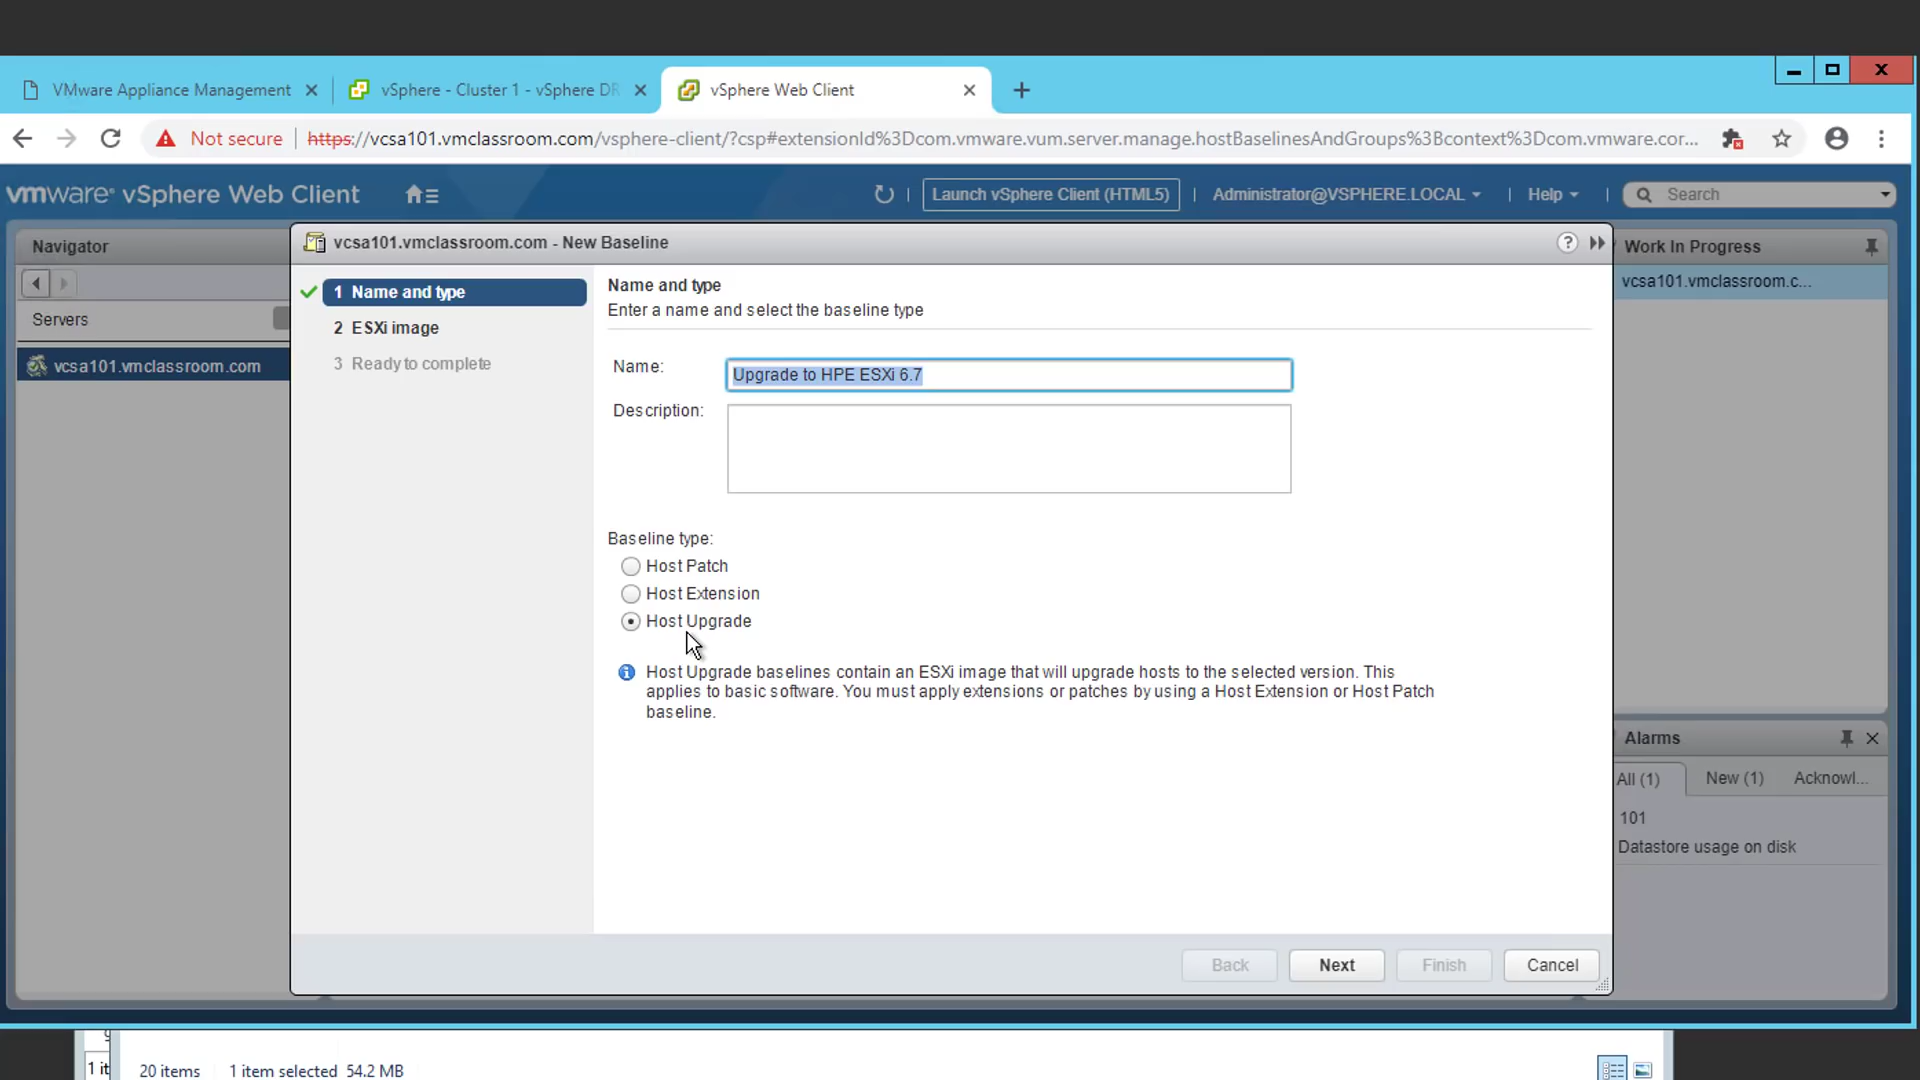 VMware Appliance Management
vSphere - Cluster 1 - vSphere DR
vSphere Web Client
Not secure
https://vcsa101.vmclassroom.com/vsphere-client/?csp#extensionId%3Dcom.vmware.vum.server.manage.hostBaselinesAndGroups%3Bcontext%3Dcom.vmware.cor...
vmware® vSphere Web Client
Launch vSphere Client (HTML5)
Administrator@VSPHERE.LOCAL
Help
Search
Navigator
Servers
vcsa101.vmclassroom.com
vcsa101.vmclassroom.com - New Baseline
1 Name and type
2 ESXi image
3 Ready to complete
Name and type
Enter a name and select the baseline type
Name:
Upgrade to HPE ESXi 6.7
Description:
Baseline type:
Host Patch
Host Extension
Host Upgrade
Host Upgrade baselines contain an ESXi image that will upgrade hosts to the selected version. This
applies to basic software. You must apply extensions or patches by using a Host Extension or Host Patch
baseline.
Back
Next
Finish
Cancel
Work In Progress
vcsa101.vmclassroom.c...
Alarms
All (1)
New (1)
Acknowl...
101
Datastore usage on disk
1 it
20 items
1 item selected 54.2 MB